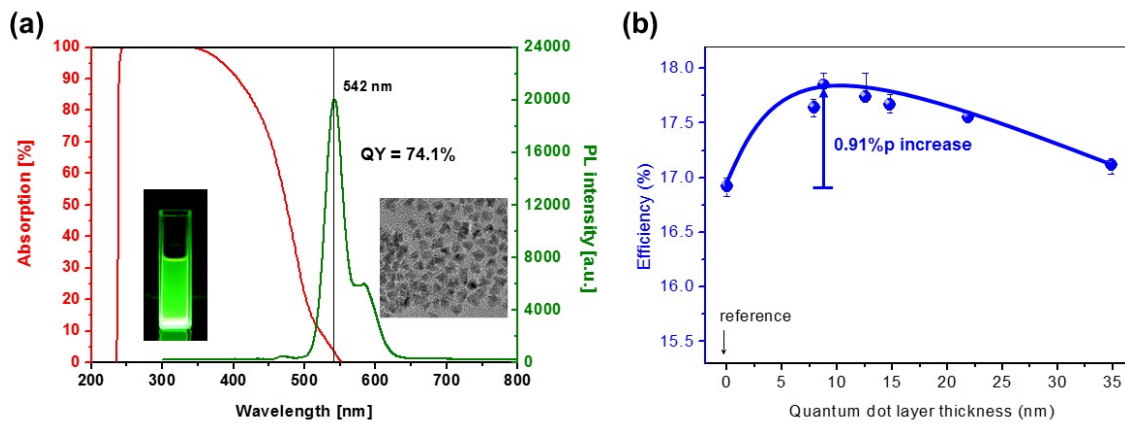 (a)
100
90
80
70
60
50
40
30
20
10
0
Absorption [%]
200 300 400 500 600 700 800
Wavelength [nm]
542 nm
QY = 74.1%
24000
20000
16000
12000
8000
4000
0
PL intensity [a.u.]
(b)
18.0
17.5
17.0
16.5
16.0
15.5
Efficiency (%)
0.91%p increase
reference
0 5 10 15 20 25 30 35
Quantum dot layer thickness (nm)